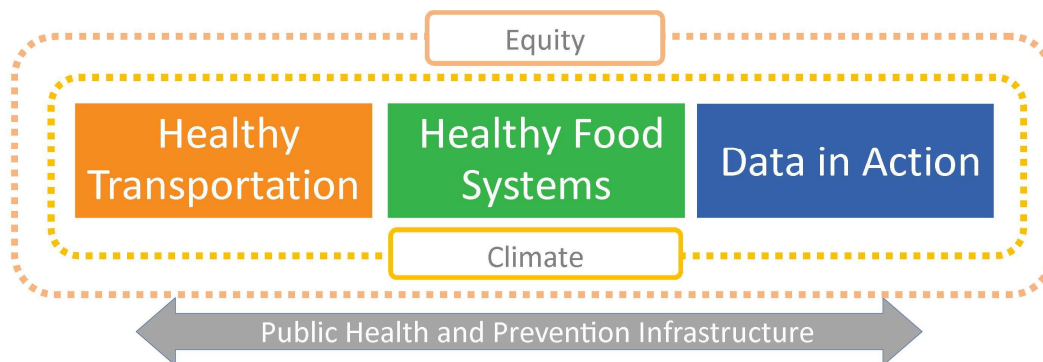 Equity
Healthy
Transportation
Healthy Food
Systems
Data in Action
Climate
Public Health and Prevention Infrastructure